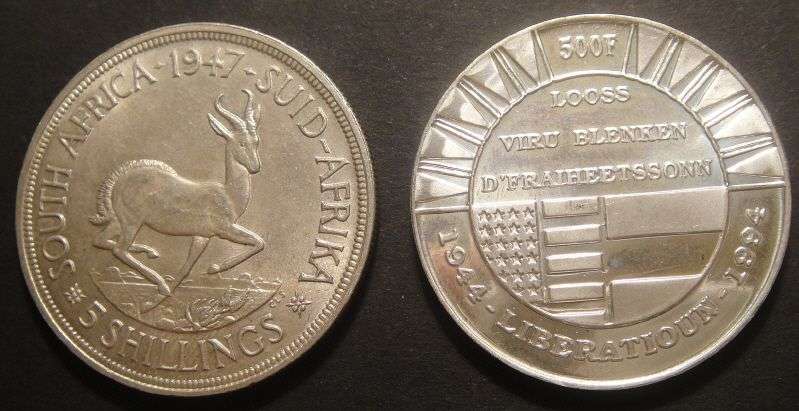 SOUTH AFRICA · 1947 · SUID-AFRIKA
5 SHILLINGS
500F
LOOSS
VIRU BLENKEN
D'FRAIHEETSSONN
1944 - LIBERATIOUN - 1994